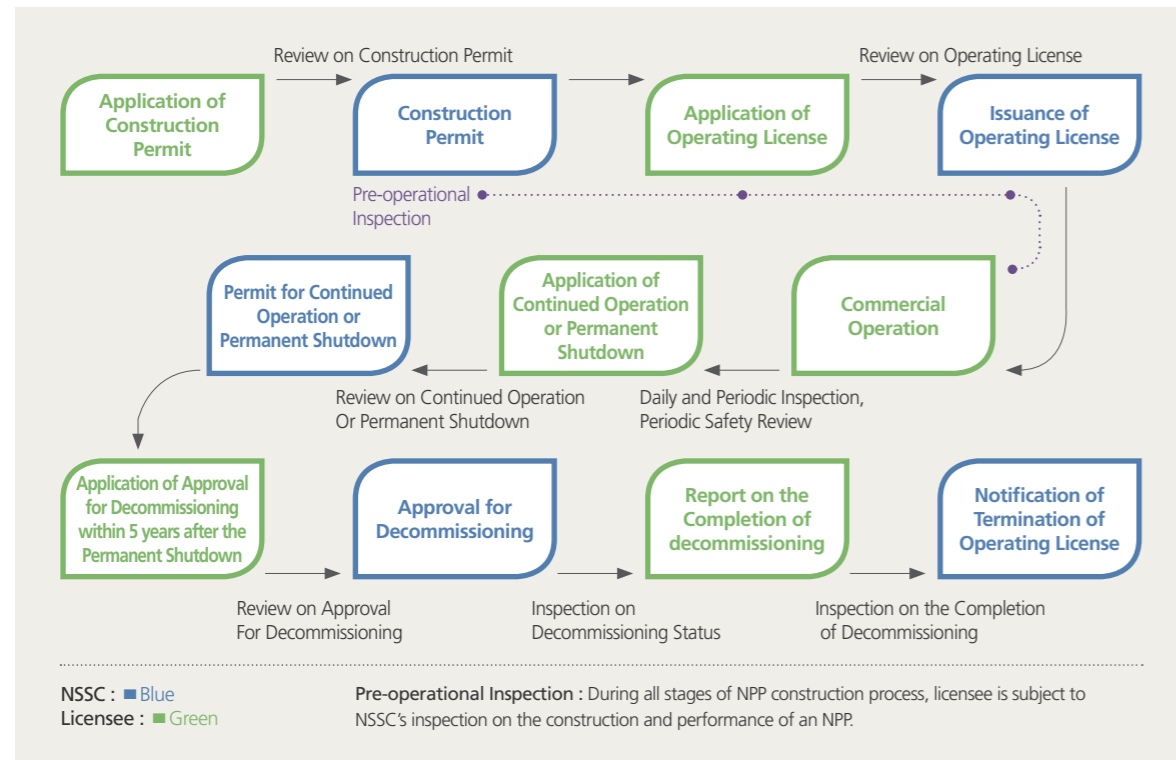 Review on Construction Permit
Review on Operating License
Application of
Construction
Permit
Construction
Permit
Application of
Operating License
Issuance of
Operating License
Pre-operational
Inspection
Permit for Continued
Operation or
Permanent Shutdown
Application of
Continued Operation
or Permanent
Shutdown
Commercial
Operation
Review on Continued Operation
Or Permanent Shutdown
Daily and Periodic Inspection,
Periodic Safety Review
Application of Approval
for Decommissioning
within 5 years after the
Permanent Shutdown
Approval for
Decommissioning
Report on the
Completion of
decommissioning
Notification of
Termination of
Operating License
Review on Approval
For Decommissioning
Inspection on
Decommissioning Status
Inspection on the Completion
of Decommissioning
NSSC : Blue
Licensee : Green
Pre-operational Inspection : During all stages of NPP construction process, licensee is subject to
NSSC's inspection on the construction and performance of an NPP.